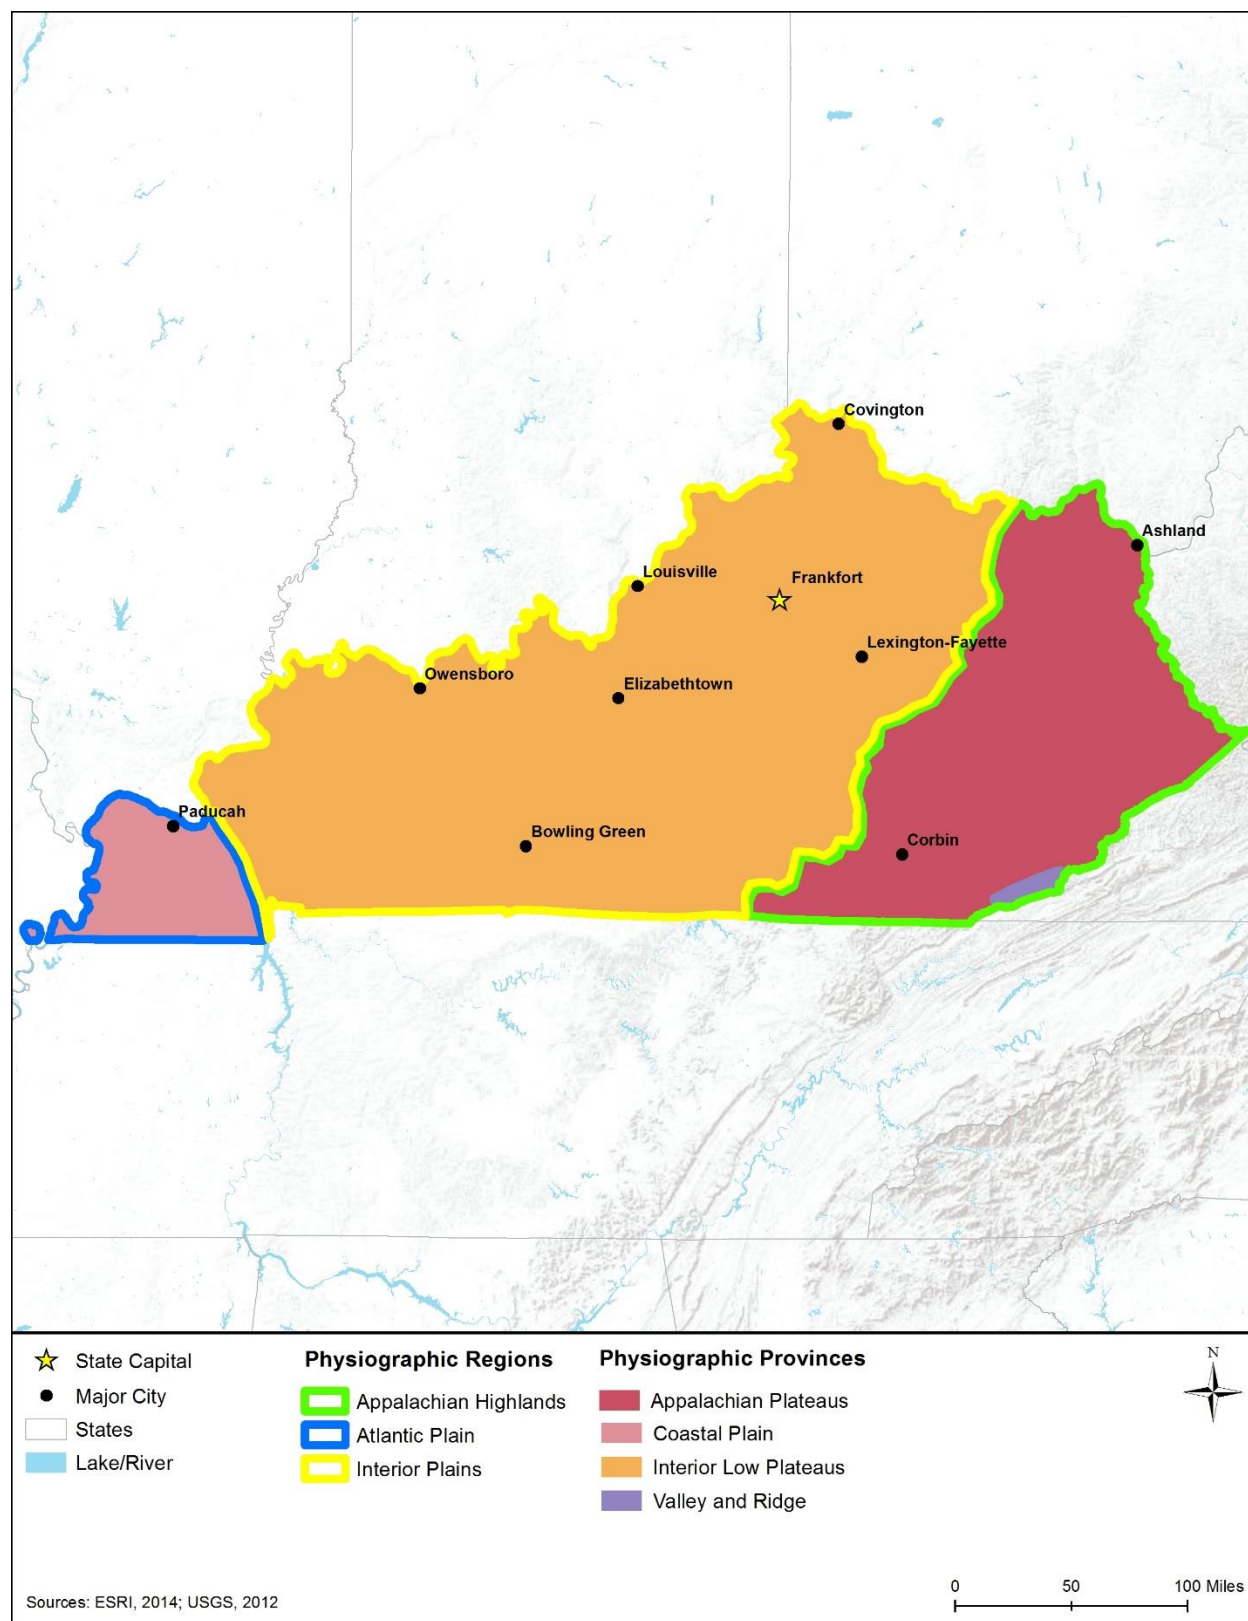 Covington
Ashland
Louisville
Frankfort
Lexington-Fayette
Owensboro
Elizabethtown
Paducah
Bowling Green
Corbin
State Capital
Major City
States
Lake/River
Physiographic Regions
Appalachian Highlands
Atlantic Plain
Interior Plains
Physiographic Provinces
Appalachian Plateaus
Coastal Plain
Interior Low Plateaus
Valley and Ridge
N
Sources: ESRI, 2014; USGS, 2012
0 50 100 Miles